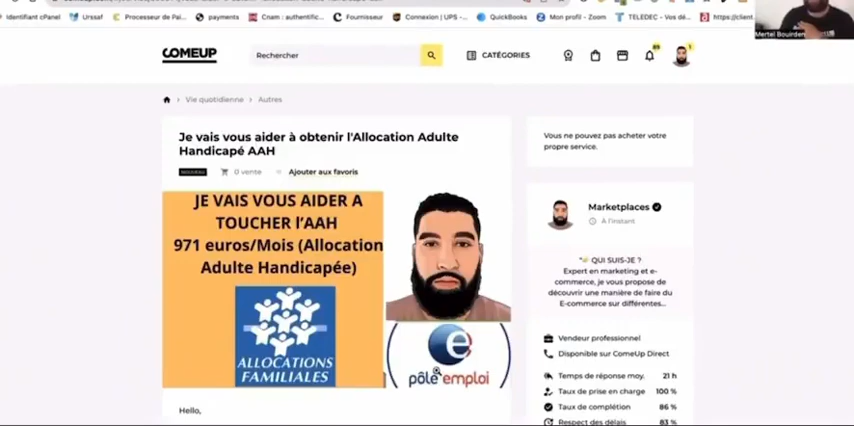 Identifiant cPanel
Urssaf
Processeur de Pai...
payments
Cnam : authentific...
Fournisseur
Connexion | UPS -...
QuickBooks
Mon profil - Zoom
TELEDEC - Vos dé...
https://client.
Mertel Bouirden
COMEUP
Rechercher
CATÉGORIES
Vie quotidienne > Autres
Je vais vous aider à obtenir l'Allocation Adulte
Handicapé AAH
NOUVEAU
0 vente
Ajouter aux favoris
JE VAIS VOUS AIDER A
TOUCHER l'AAH
971 euros/Mois (Allocation
Adulte Handicapée)
ALLOCATIONS
FAMILIALES
pôle emploi
Hello,
Vous ne pouvez pas acheter votre
propre service.
Marketplaces
À l'instant
QUI SUIS-JE ?
Expert en marketing et e-
commerce, je vous propose de
découvrir une manière de faire du
E-commerce sur différentes...
Vendeur professionnel
Disponible sur ComeUp Direct
Temps de réponse moy. 21 h
Taux de prise en charge 100 %
Taux de complétion 86 %
Respect des délais 83 %